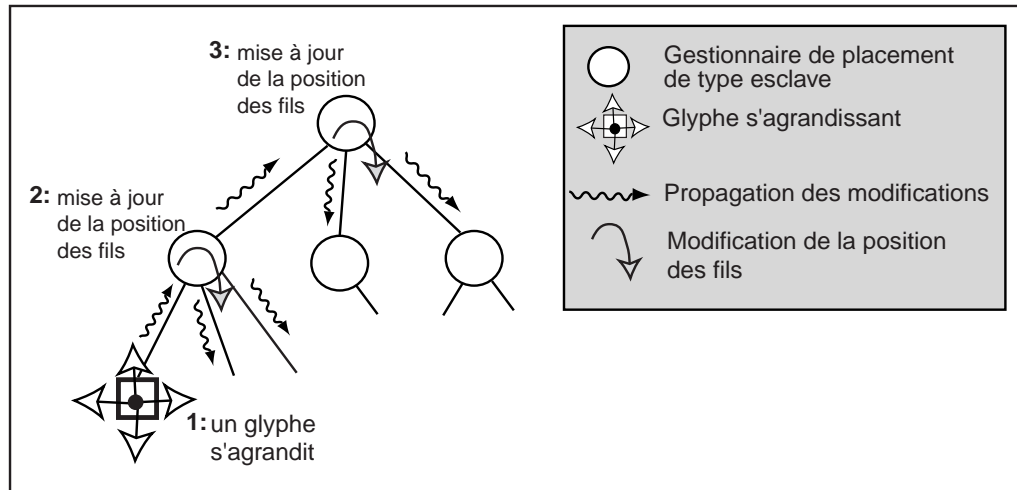 3: mise à jour
de la position
des fils
2: mise à jour
de la position
des fils
1: un glyphe
s'agrandit
Gestionnaire de placement
de type esclave
Glyphe s'agrandissant
Propagation des modifications
Modification de la position
des fils